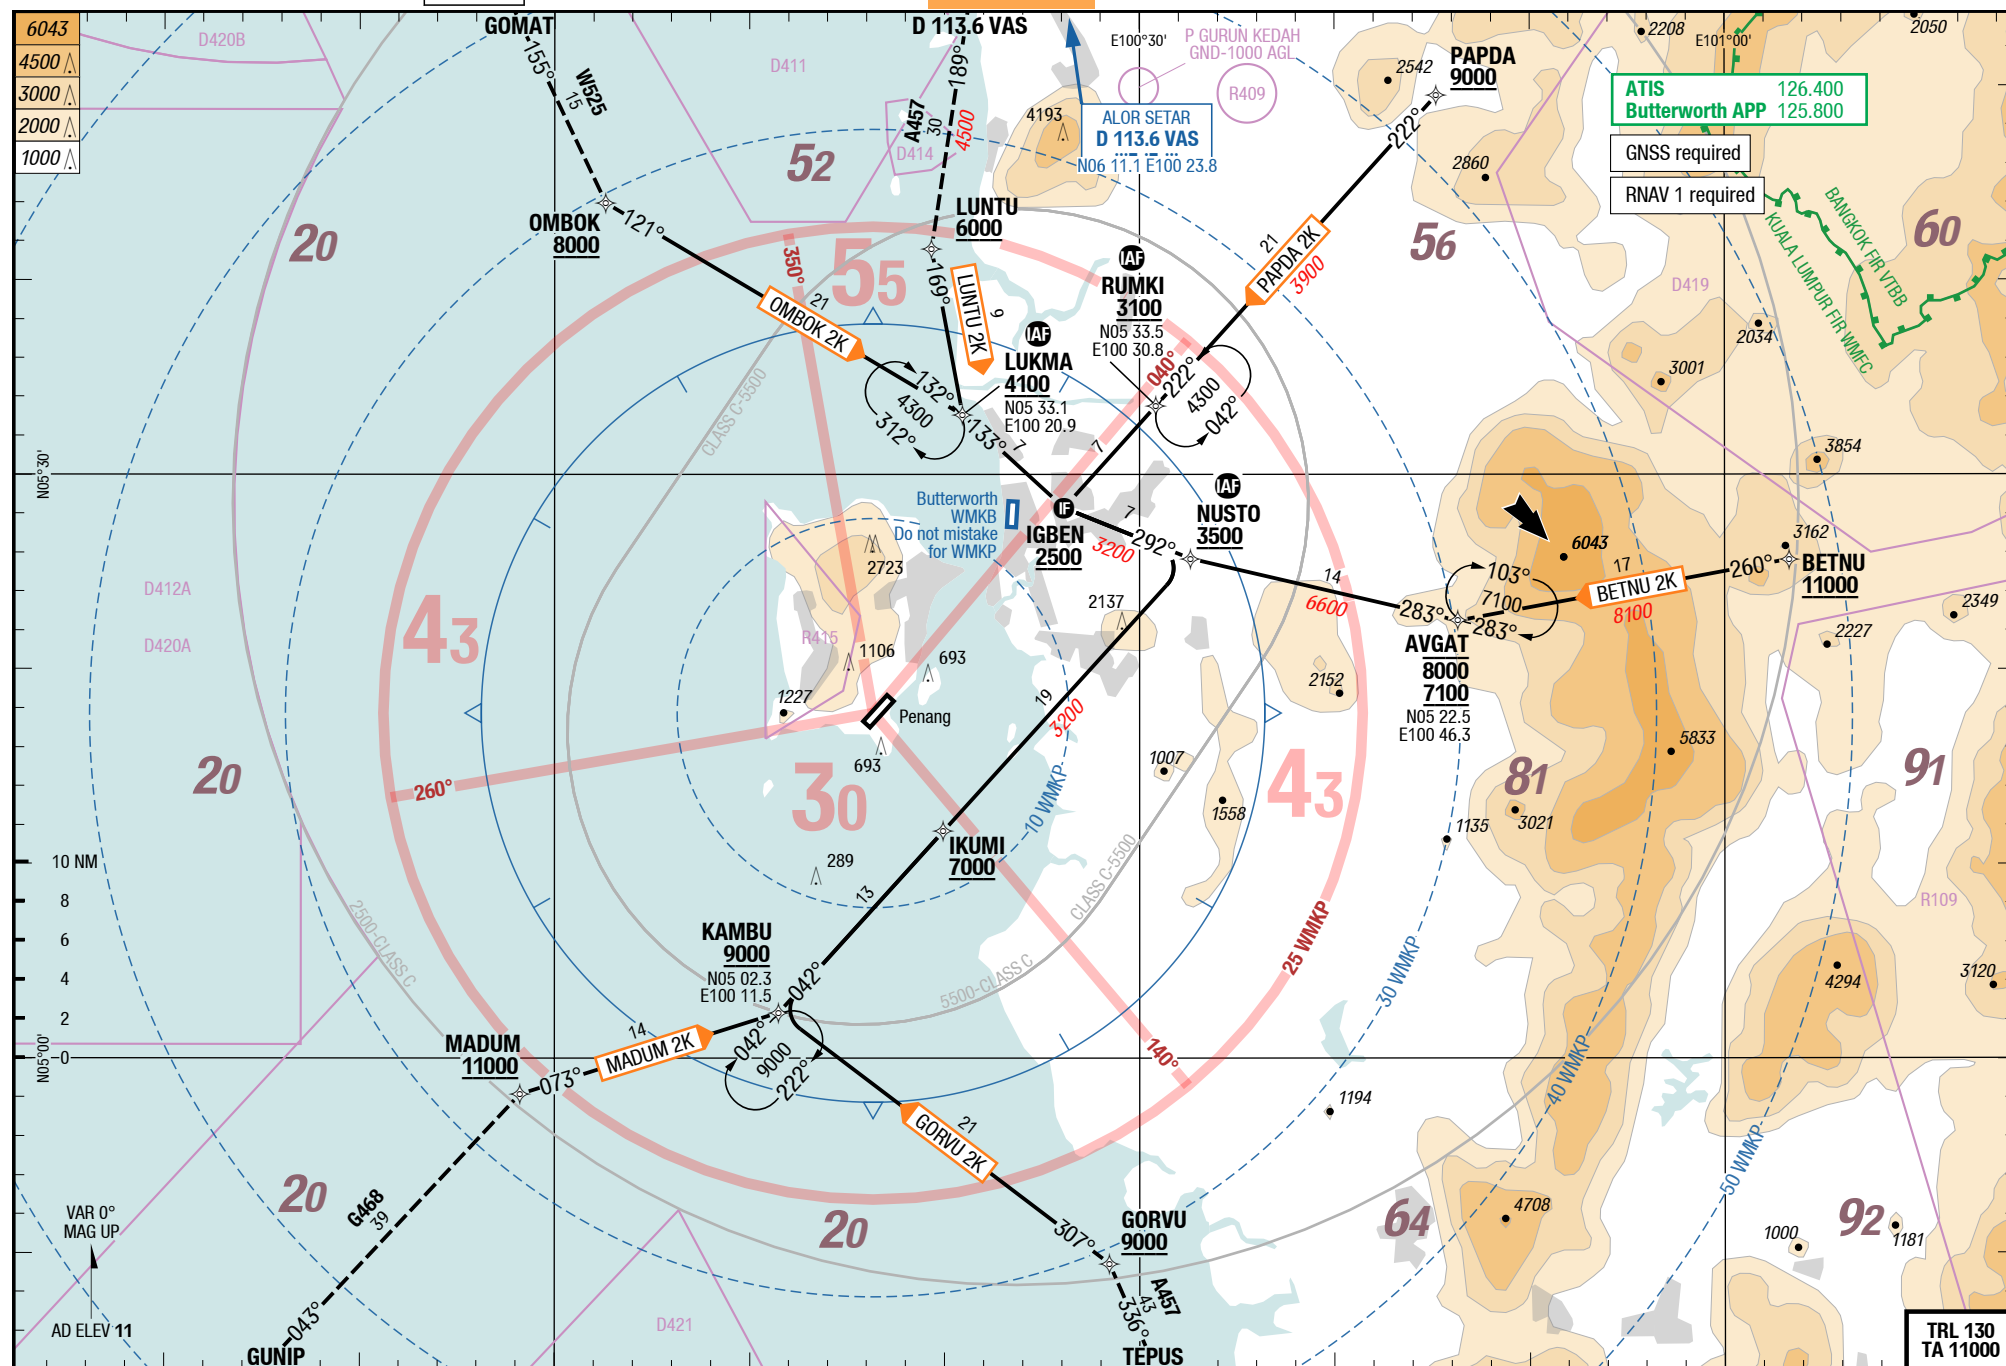 GOMAT
D 113.6 VAS
6043
4500
3000
2000
1000
D420B
155°
W525
15
D411
189°
A457
30
4500
D414
E100°30'
P GURUN KEDAH
GND-1000 AGL
R409
4193
ALOR SETAR
D 113.6 VAS
N06 11.1 E100 23.8
2542
PAPDA
9000
222°
2860
2208
E101°00'
2050
ATIS 126.400
Butterworth APP 125.800
GNSS required
RNAV 1 required
BANGKOK FIR VTBB
KUALA LUMPUR FIR WMFC
60
52
56
20
OMBOK
8000
121°
LUNTU
6000
169°
350°
55
21
OMBOK 2K
LUNTU 2K
9
IAF
RUMKI
3100
N05 33.5
E100 30.8
21
PAPDA 2K
3900
D419
2034
3001
IAF
LUKMA
4100
N05 33.1
E100 20.9
132°
4300
312°
133°
7
040°
222°
4300
042°
7
CLASS C-5500
N05°30'
3854
Butterworth
WMKB
Do not mistake
for WMKP
IF
IGBEN
2500
7
3200
292°
IAF
NUSTO
3500
6043
3162
17
BETNU 2K
8100
260°
BETNU
11000
2723
D412A
D420A
43
R415
1106
693
2137
14
6600
283°
103°
7100
283°
AVGAT
8000
7100
N05 22.5
E100 46.3
2349
2227
2152
1227
Penang
693
19
3200
20
260°
30
10 WMKP
1007
1558
43
5833
81
3021
1135
91
IKUMI
7000
289
13
10 NM
8
6
4
2
0
2500-CLASS C
CLASS C-5500
5500-CLASS C
25 WMKP
30 WMKP
R109
4294
3120
KAMBU
9000
N05 02.3
E100 11.5
042°
042°
9000
222°
MADUM
11000
14
MADUM 2K
073°
N05°00'
140°
40 WMKP
1194
21
GORVU 2K
50 WMKP
20
G468
39
VAR 0°
MAG UP
20
307°
GORVU
9000
64
4708
92
1000
1181
A457
43
336°
D421
043°
AD ELEV 11
GUNIP
TEPUS
TRL 130
TA 11000